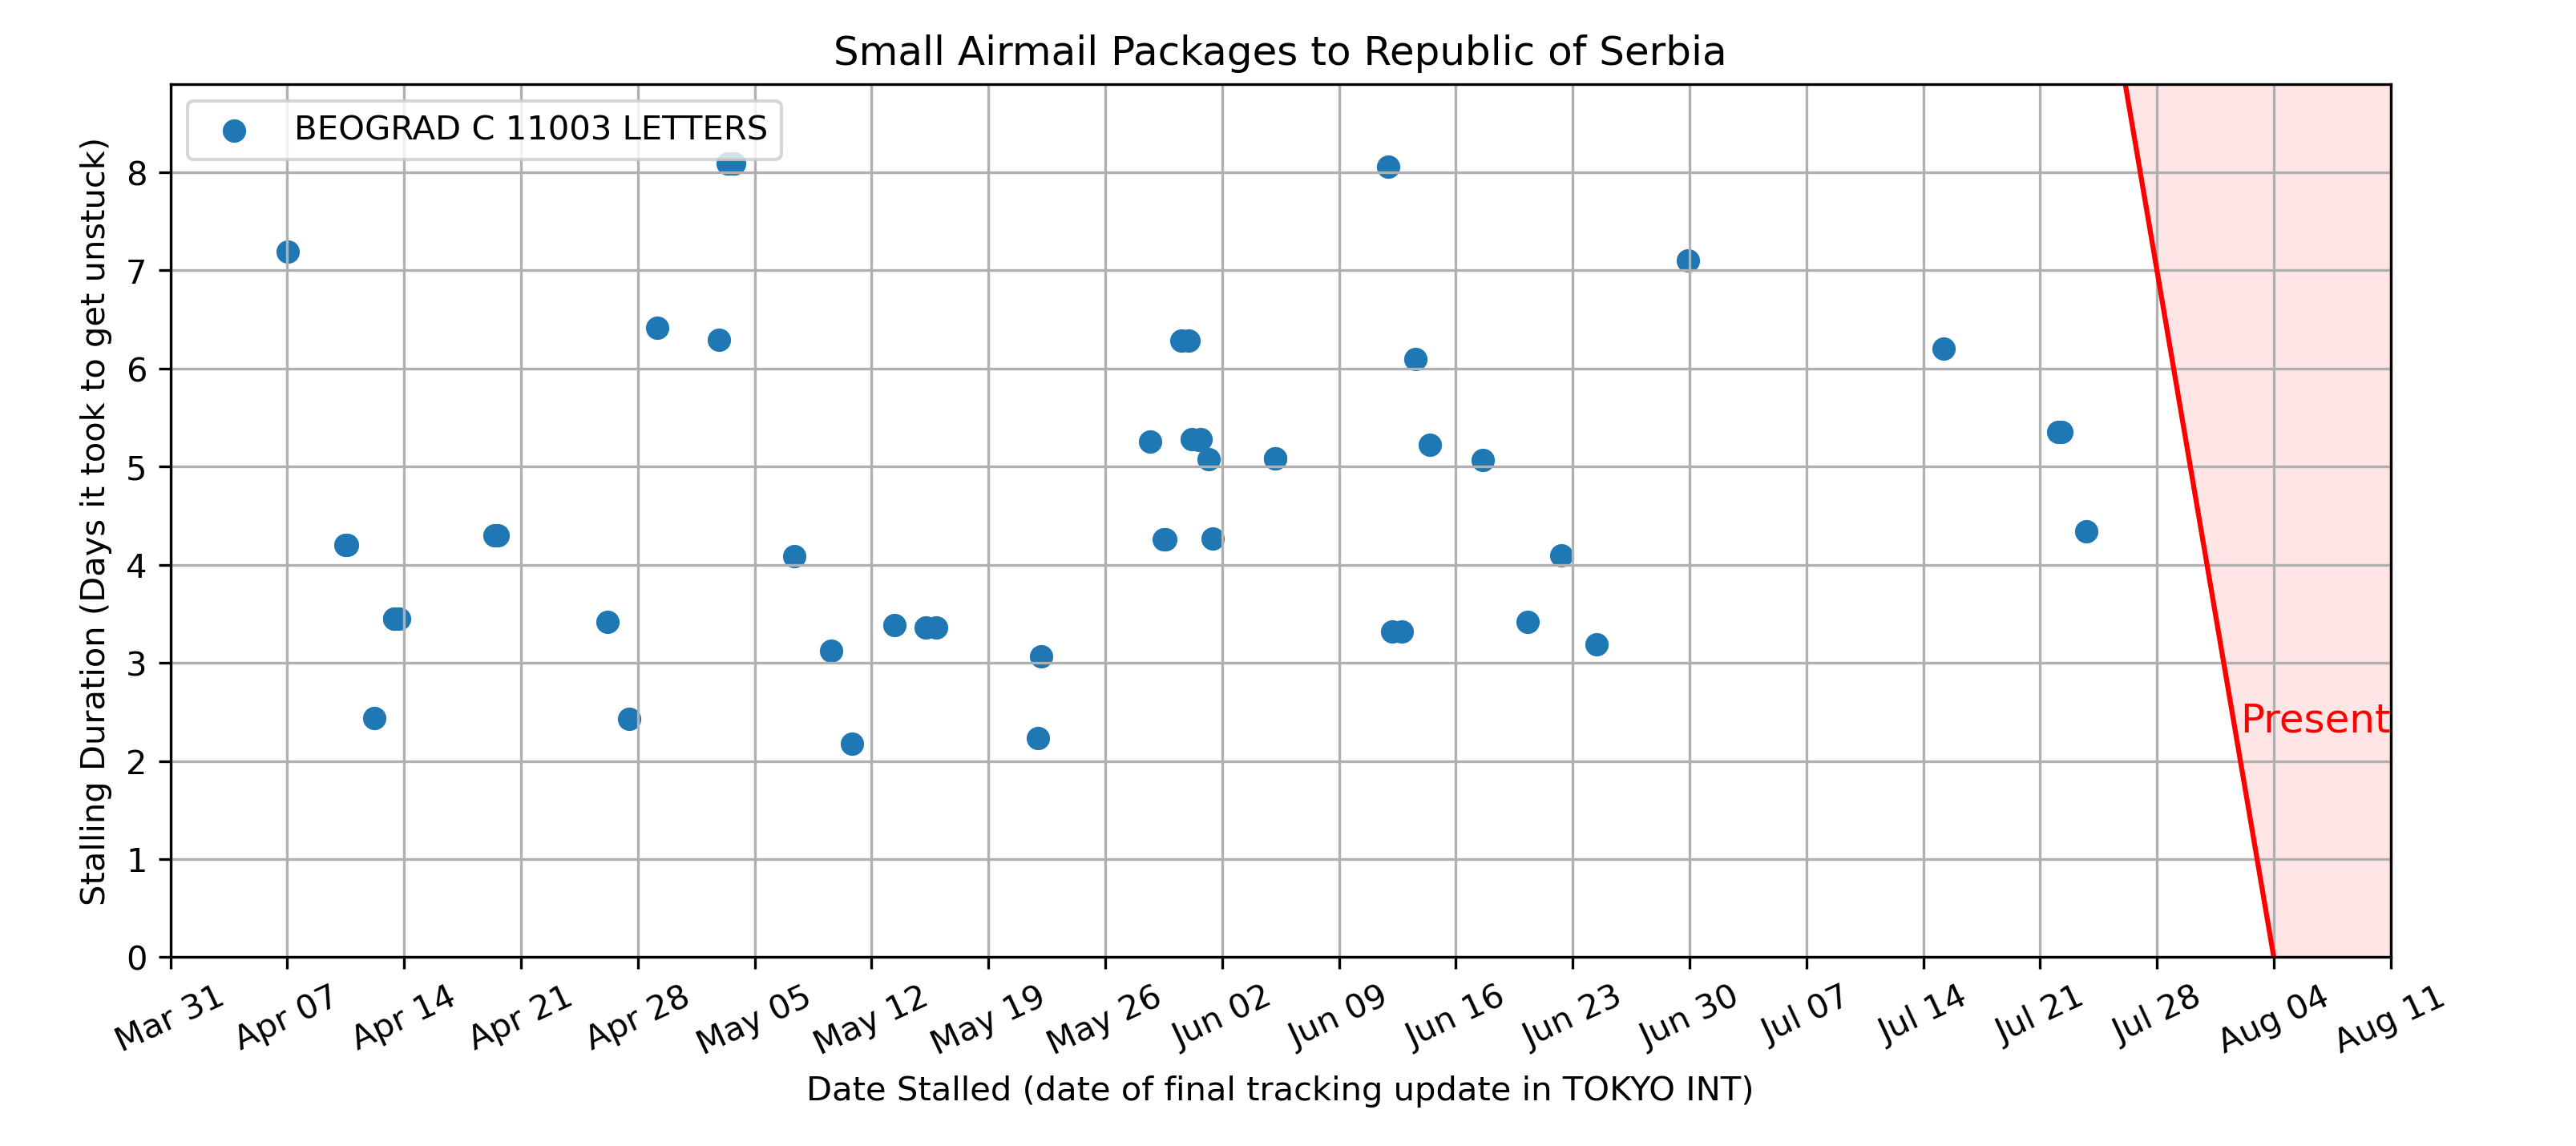 Small Airmail Packages to Republic of Serbia
BEOGRAD C 11003 LETTERS
Stalling Duration (Days it took to get unstuck)
8
7
6
5
4
3
2
1
0
Present
Mar 31
Apr 07
Apr 14
Apr 21
Apr 28
May 05
May 12
May 19
May 26
Jun 02
Jun 09
Jun 16
Jun 23
Jun 30
Jul 07
Jul 14
Jul 21
Jul 28
Aug 04
Aug 11
Date Stalled (date of final tracking update in TOKYO INT)